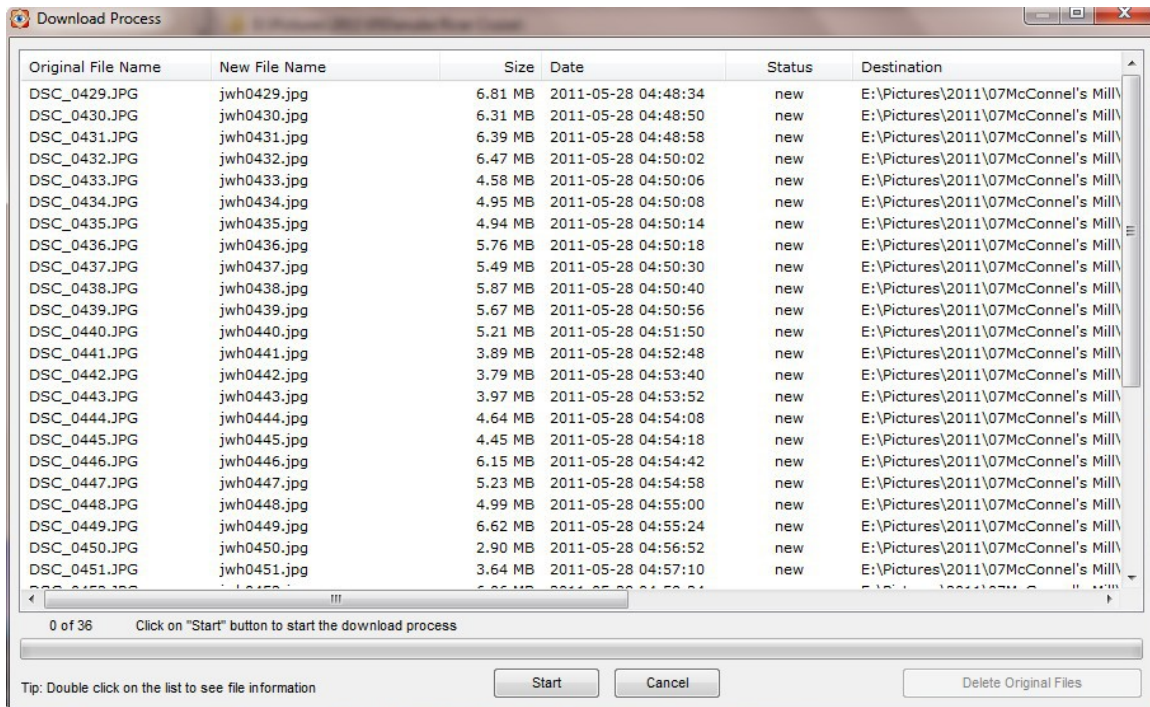 Download Process
Original File Name New File Name Size Date Status Destination
DSC_0429.JPG jwh0429.jpg 6.81 MB 2011-05-28 04:48:34 new E:\Pictures\2011\07McConnel's Mill\
DSC_0430.JPG jwh0430.jpg 6.31 MB 2011-05-28 04:48:50 new E:\Pictures\2011\07McConnel's Mill\
DSC_0431.JPG jwh0431.jpg 6.39 MB 2011-05-28 04:48:58 new E:\Pictures\2011\07McConnel's Mill\
DSC_0432.JPG jwh0432.jpg 6.47 MB 2011-05-28 04:50:02 new E:\Pictures\2011\07McConnel's Mill\
DSC_0433.JPG jwh0433.jpg 4.58 MB 2011-05-28 04:50:06 new E:\Pictures\2011\07McConnel's Mill\
DSC_0434.JPG jwh0434.jpg 4.95 MB 2011-05-28 04:50:08 new E:\Pictures\2011\07McConnel's Mill\
DSC_0435.JPG jwh0435.jpg 4.94 MB 2011-05-28 04:50:14 new E:\Pictures\2011\07McConnel's Mill\
DSC_0436.JPG jwh0436.jpg 5.76 MB 2011-05-28 04:50:18 new E:\Pictures\2011\07McConnel's Mill\
DSC_0437.JPG jwh0437.jpg 5.49 MB 2011-05-28 04:50:30 new E:\Pictures\2011\07McConnel's Mill\
DSC_0438.JPG jwh0438.jpg 5.87 MB 2011-05-28 04:50:40 new E:\Pictures\2011\07McConnel's Mill\
DSC_0439.JPG jwh0439.jpg 5.67 MB 2011-05-28 04:50:56 new E:\Pictures\2011\07McConnel's Mill\
DSC_0440.JPG jwh0440.jpg 5.21 MB 2011-05-28 04:51:50 new E:\Pictures\2011\07McConnel's Mill\
DSC_0441.JPG jwh0441.jpg 3.89 MB 2011-05-28 04:52:48 new E:\Pictures\2011\07McConnel's Mill\
DSC_0442.JPG jwh0442.jpg 3.79 MB 2011-05-28 04:53:40 new E:\Pictures\2011\07McConnel's Mill\
DSC_0443.JPG jwh0443.jpg 3.97 MB 2011-05-28 04:53:52 new E:\Pictures\2011\07McConnel's Mill\
DSC_0444.JPG jwh0444.jpg 4.64 MB 2011-05-28 04:54:08 new E:\Pictures\2011\07McConnel's Mill\
DSC_0445.JPG jwh0445.jpg 4.45 MB 2011-05-28 04:54:18 new E:\Pictures\2011\07McConnel's Mill\
DSC_0446.JPG jwh0446.jpg 6.15 MB 2011-05-28 04:54:42 new E:\Pictures\2011\07McConnel's Mill\
DSC_0447.JPG jwh0447.jpg 5.23 MB 2011-05-28 04:54:58 new E:\Pictures\2011\07McConnel's Mill\
DSC_0448.JPG jwh0448.jpg 4.99 MB 2011-05-28 04:55:00 new E:\Pictures\2011\07McConnel's Mill\
DSC_0449.JPG jwh0449.jpg 6.62 MB 2011-05-28 04:55:24 new E:\Pictures\2011\07McConnel's Mill\
DSC_0450.JPG jwh0450.jpg 2.90 MB 2011-05-28 04:56:52 new E:\Pictures\2011\07McConnel's Mill\
DSC_0451.JPG jwh0451.jpg 3.64 MB 2011-05-28 04:57:10 new E:\Pictures\2011\07McConnel's Mill\
0 of 36 Click on "Start" button to start the download process
Tip: Double click on the list to see file information Start Cancel Delete Original Files